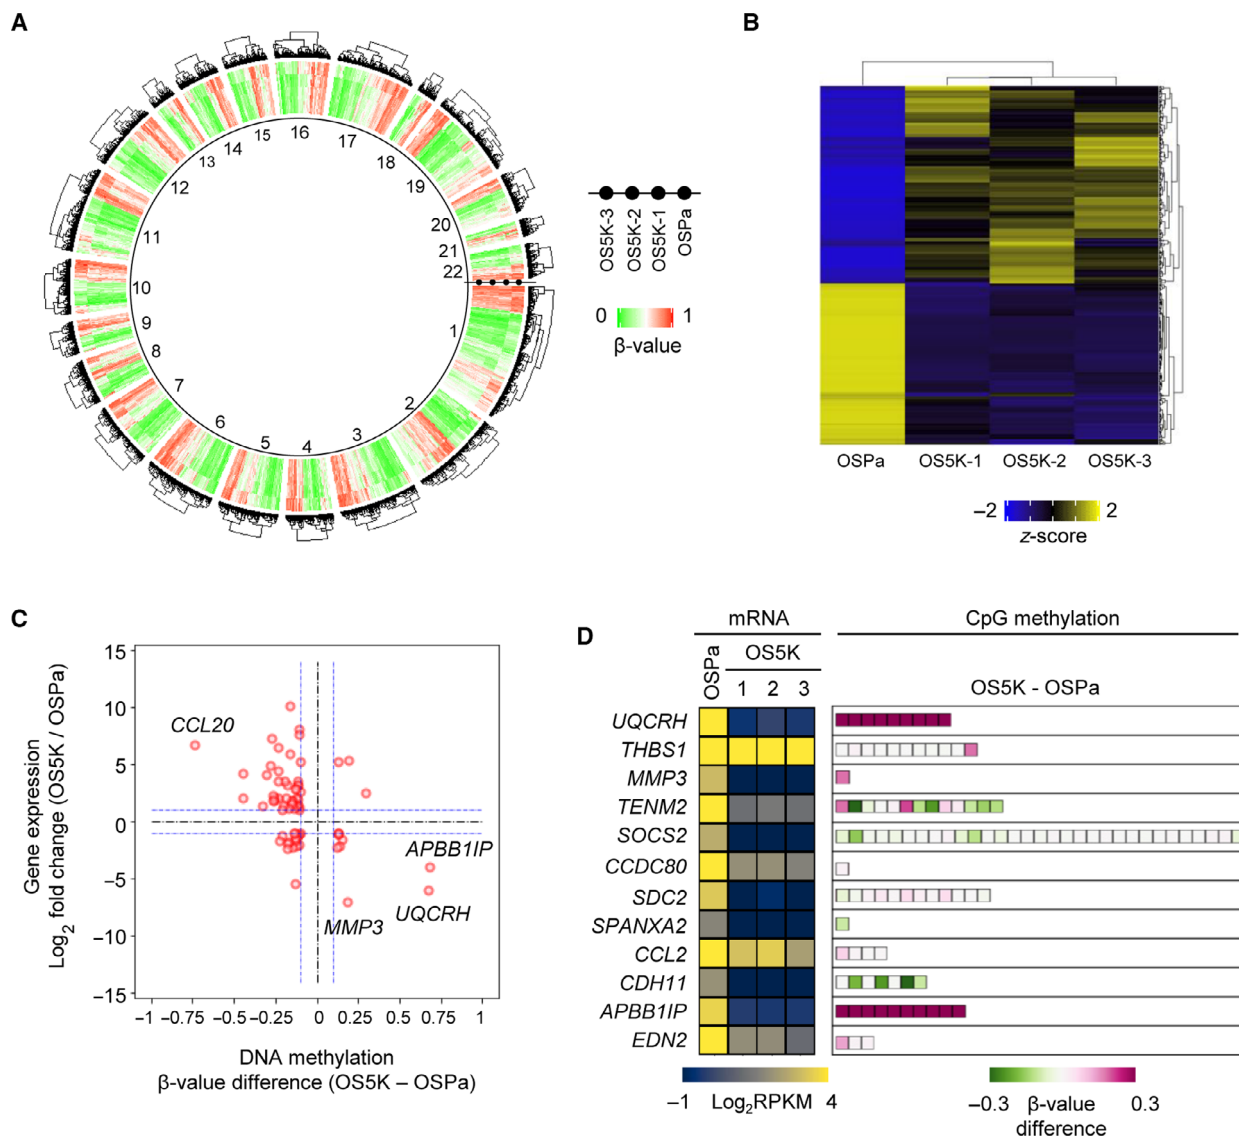 A
1
2
3
4
5
6
7
8
9
10
11
12
13
14
15
16
17
18
19
20
21
22
OS5K-3
OS5K-2
OS5K-1
OSPa
0 1
β-value
B
OSPa OS5K-1 OS5K-2 OS5K-3
–2 2
z-score
C
Gene expression
Log2 fold change (OS5K / OSPa)
15
10
5
0
−5
−10
−15
CCL20
APBB1IP
UQCRH
MMP3
−1 −0.75 −0.5 −0.25 0 0.25 0.5 0.75 1
DNA methylation
β-value difference (OS5K – OSPa)
D
mRNA CpG methylation
OSPa OS5K
1 2 3 OS5K - OSPa
UQCRH
THBS1
MMP3
TENM2
SOCS2
CCDC80
SDC2
SPANXA2
CCL2
CDH11
APBB1IP
EDN2
–1 Log2RPKM 4
–0.3 β-value 0.3
difference